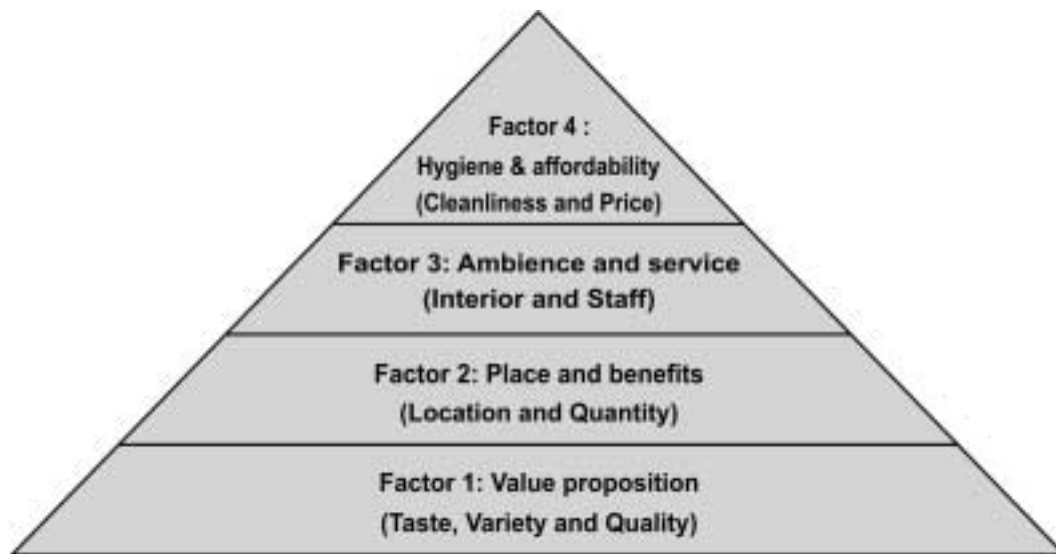 Factor 4 :
Hygiene & affordability
(Cleanliness and Price)
Factor 3: Ambience and service
(Interior and Staff)
Factor 2: Place and benefits
(Location and Quantity)
Factor 1: Value proposition
(Taste, Variety and Quality)